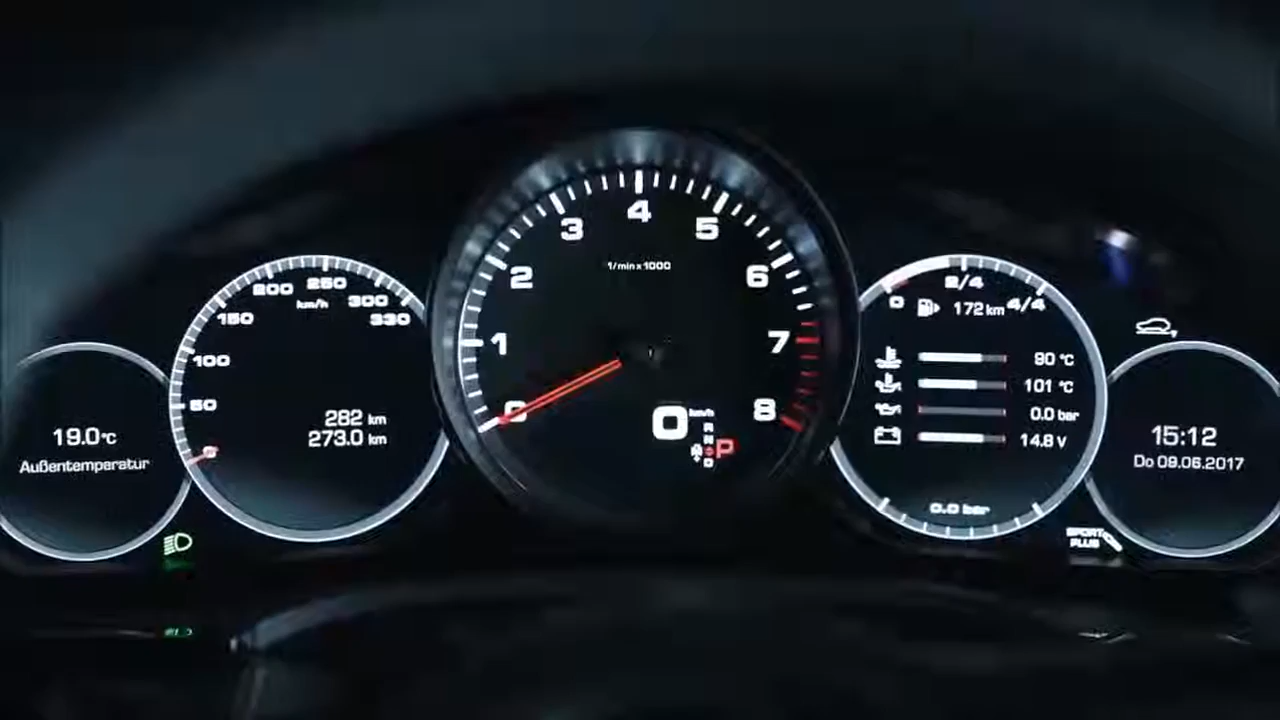 19.0°C
Außentemperatur
0
50
100
150
200
250
300
330
km/h
282 km
273.0 km
0
1
2
3
4
5
6
7
8
1/min x 1000
0 km/h
R
N
D
P
0
2/4
4/4
172 km
90 °C
101 °C
0.0 bar
14.8 V
0.0 bar
SPORT
PLUS
15:12
Do 09.06.2017